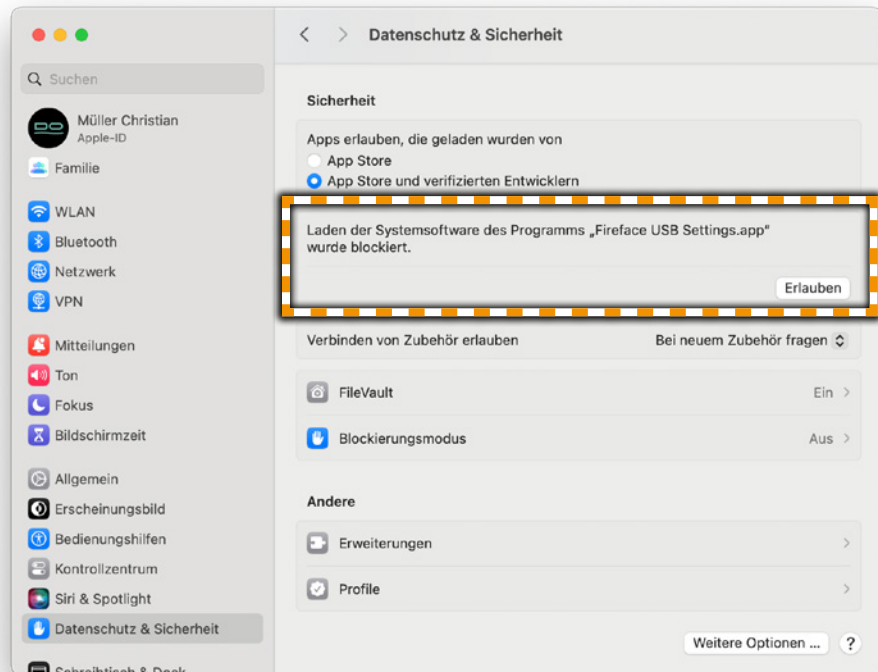 Datenschutz & Sicherheit
Suchen
Müller Christian
Apple-ID
Familie
WLAN
Bluetooth
Netzwerk
VPN
Mitteilungen
Ton
Fokus
Bildschirmzeit
Allgemein
Erscheinungsbild
Bedienungshilfen
Kontrollzentrum
Siri & Spotlight
Datenschutz & Sicherheit
Schreibtisch & Dock
Sicherheit
Apps erlauben, die geladen wurden von
App Store
App Store und verifizierten Entwicklern
Laden der Systemsoftware des Programms „Fireface USB Settings.app“
wurde blockiert.
Erlauben
Verbinden von Zubehör erlauben Bei neuem Zubehör fragen
FileVault Ein
Blockierungsmodus Aus
Andere
Erweiterungen
Profile
Weitere Optionen ... ?